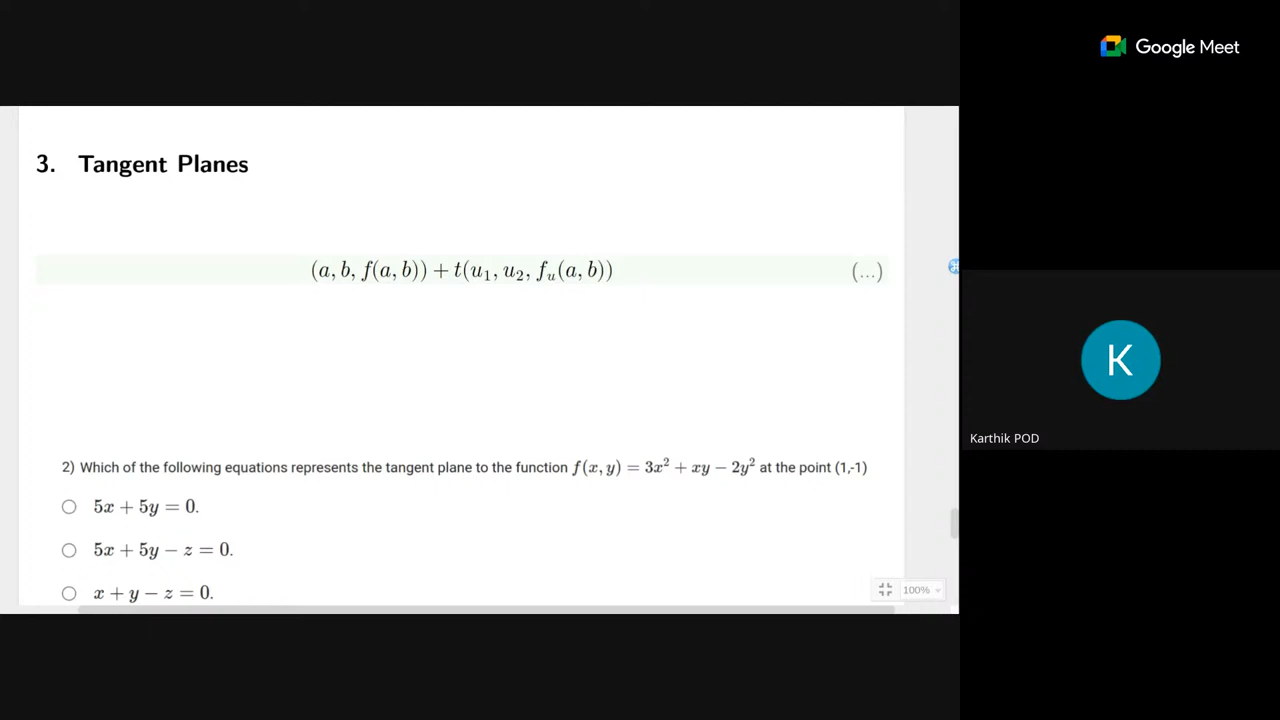 Google Meet
3. Tangent Planes
(a, b, f(a, b)) + t(u₁, u₂, fᵤ(a, b)) (...)
2) Which of the following equations represents the tangent plane to the function f(x, y) = 3x² + xy − 2y² at the point (1,-1)
5x + 5y = 0.
5x + 5y − z = 0.
x + y − z = 0.
100%
K
Karthik POD